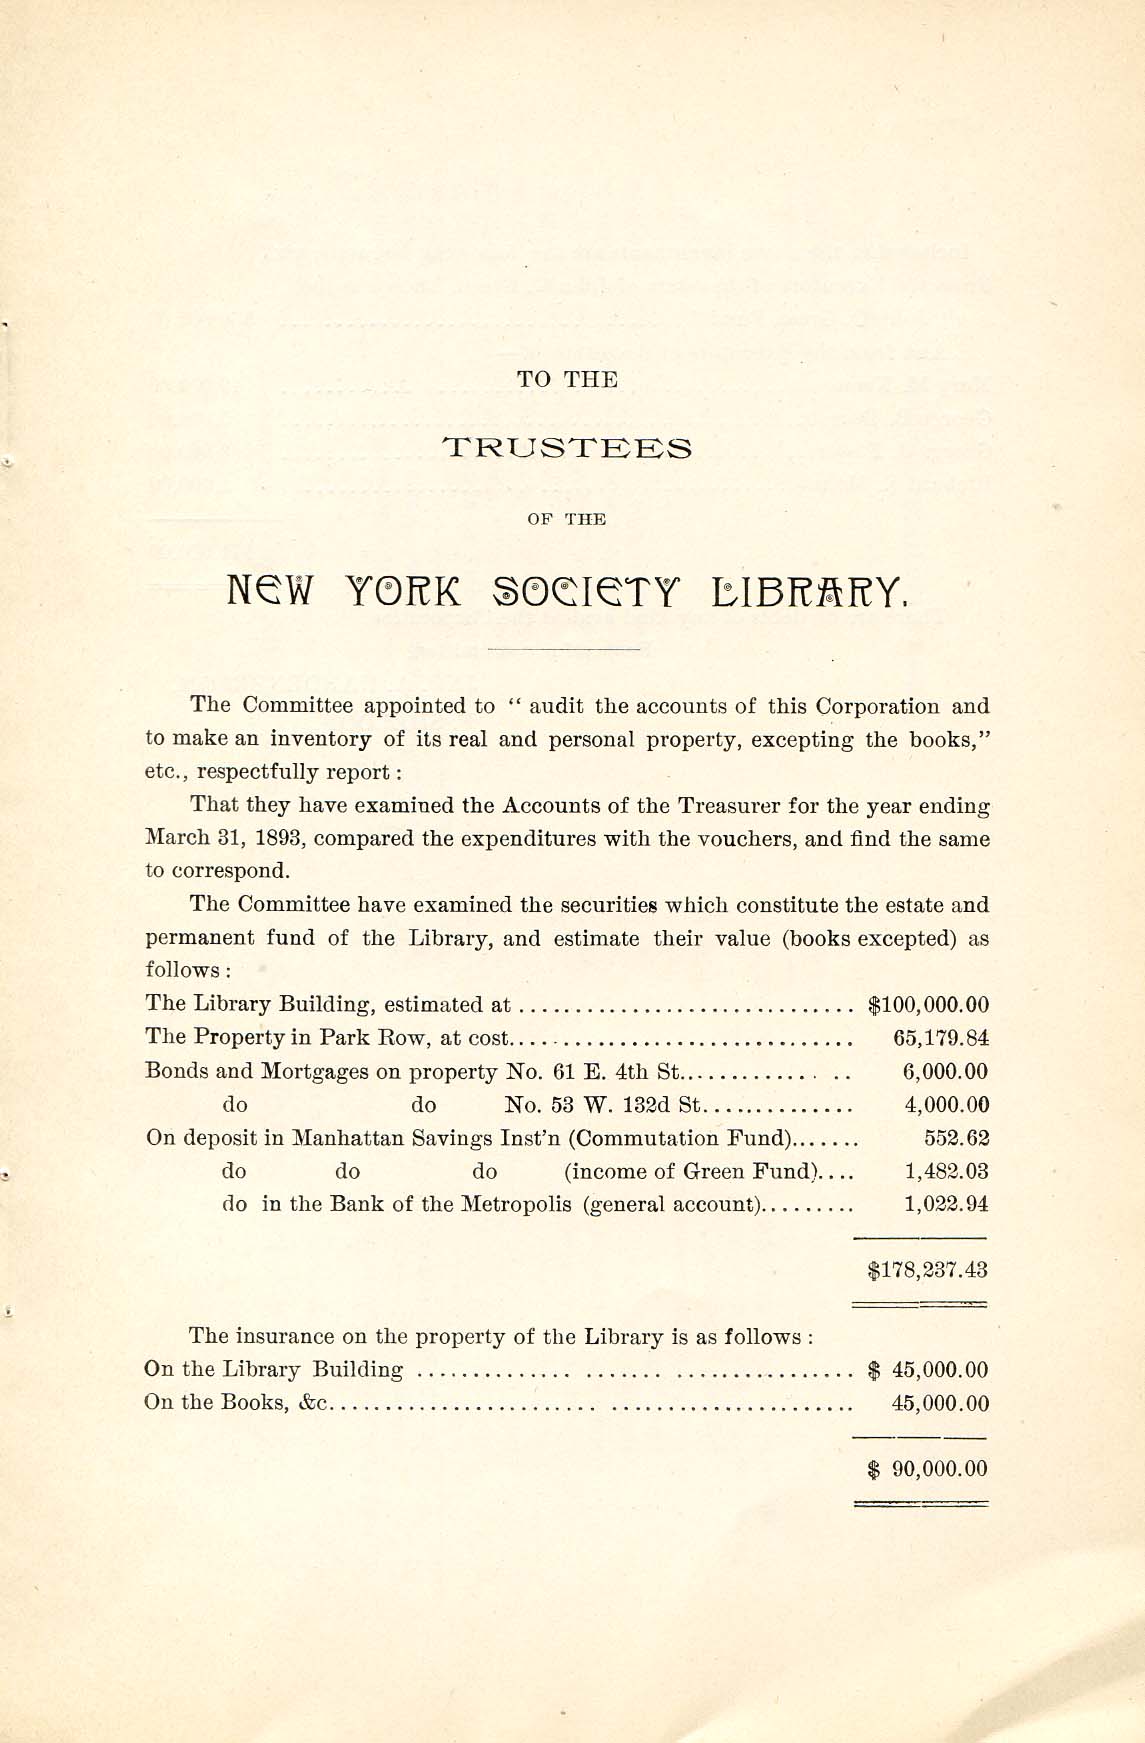 TO THE
TRUSTEES
OF THE
NEW YORK SOCIETY LIBRARY.
The Committee appointed to " audit the accounts of this Corporation and
to make an inventory of its real and personal property, excepting the books,"
etc., respectfully report :
That they have examined the Accounts of the Treasurer for the year ending
March 31, 1893, compared the expenditures with the vouchers, and find the same
to correspond.
The Committee have examined the securities which constitute the estate and
permanent fund of the Library, and estimate their value (books excepted) as
follows :
The Library Building, estimated at .............................. $100,000.00
The Property in Park Row, at cost............................... 65,179.84
Bonds and Mortgages on property No. 61 E. 4th St............. .. 6,000.00
do do No. 53 W. 132d St.............. 4,000.00
On deposit in Manhattan Savings Inst'n (Commutation Fund)....... 552.62
do do do (income of Green Fund).... 1,482.03
do in the Bank of the Metropolis (general account)......... 1,022.94
$178,237.43
The insurance on the property of the Library is as follows :
On the Library Building .............. ....... ................ $ 45,000.00
On the Books, &c........................ ...................... 45,000.00
$ 90,000.00